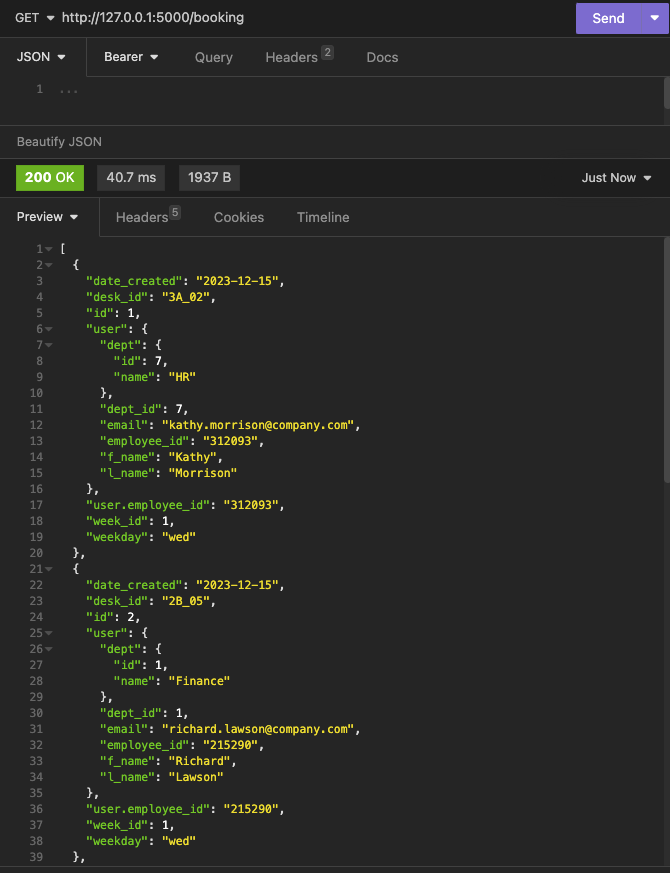 GET http://127.0.0.1:5000/booking Send
JSON Bearer Query Headers 2 Docs
1 ...
Beautify JSON
200 OK 40.7 ms 1937 B Just Now
Preview Headers 5 Cookies Timeline
1 [
2 {
3 "date_created": "2023-12-15",
4 "desk_id": "3A_02",
5 "id": 1,
6 "user": {
7 "dept": {
8 "id": 7,
9 "name": "HR"
10 },
11 "dept_id": 7,
12 "email": "kathy.morrison@company.com",
13 "employee_id": "312093",
14 "f_name": "Kathy",
15 "l_name": "Morrison"
16 },
17 "user.employee_id": "312093",
18 "week_id": 1,
19 "weekday": "wed"
20 },
21 {
22 "date_created": "2023-12-15",
23 "desk_id": "2B_05",
24 "id": 2,
25 "user": {
26 "dept": {
27 "id": 1,
28 "name": "Finance"
29 },
30 "dept_id": 1,
31 "email": "richard.lawson@company.com",
32 "employee_id": "215290",
33 "f_name": "Richard",
34 "l_name": "Lawson"
35 },
36 "user.employee_id": "215290",
37 "week_id": 1,
38 "weekday": "wed"
39 },